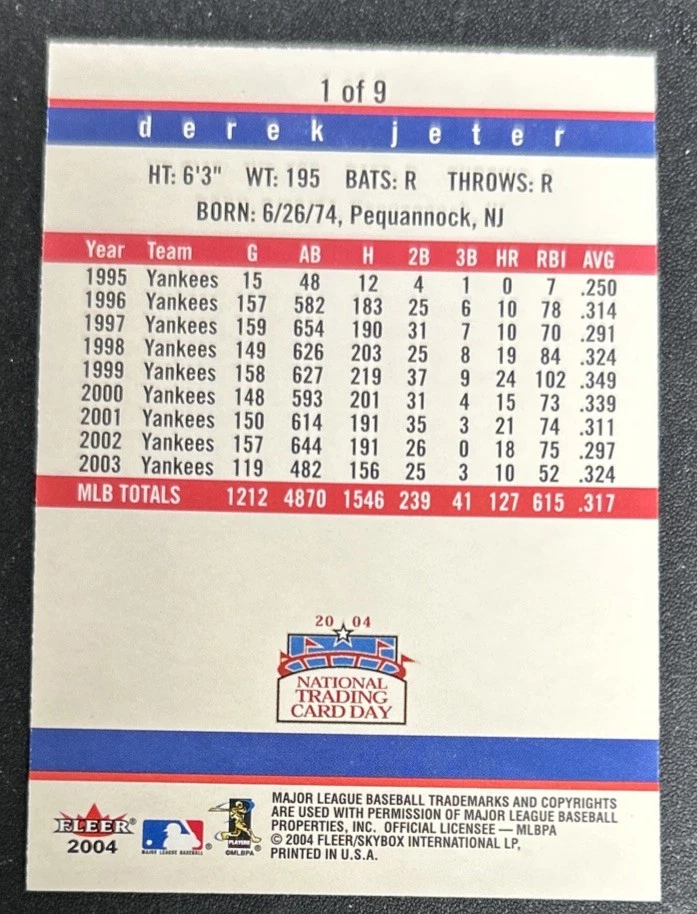 1 of 9
derek jeter
HT: 6'3" WT: 195 BATS: R THROWS: R
BORN: 6/26/74, Pequannock, NJ
Year Team G AB H 2B 3B HR RBI AVG
1995 Yankees 15 48 12 4 1 0 7 .250
1996 Yankees 157 582 183 25 6 10 78 .314
1997 Yankees 159 654 190 31 7 10 70 .291
1998 Yankees 149 626 203 25 8 19 84 .324
1999 Yankees 158 627 219 37 9 24 102 .349
2000 Yankees 148 593 201 31 4 15 73 .339
2001 Yankees 150 614 191 35 3 21 74 .311
2002 Yankees 157 644 191 26 0 18 75 .297
2003 Yankees 119 482 156 25 3 10 52 .324
MLB TOTALS 1212 4870 1546 239 41 127 615 .317
20 04
NATIONAL
TRADING
CARD DAY
FLEER®
2004
MAJOR LEAGUE BASEBALL®
PLAYERS
©MLBPA®
MAJOR LEAGUE BASEBALL TRADEMARKS AND COPYRIGHTS
ARE USED WITH PERMISSION OF MAJOR LEAGUE BASEBALL
PROPERTIES, INC. OFFICIAL LICENSEE — MLBPA
© 2004 FLEER/SKYBOX INTERNATIONAL LP,
PRINTED IN U.S.A.